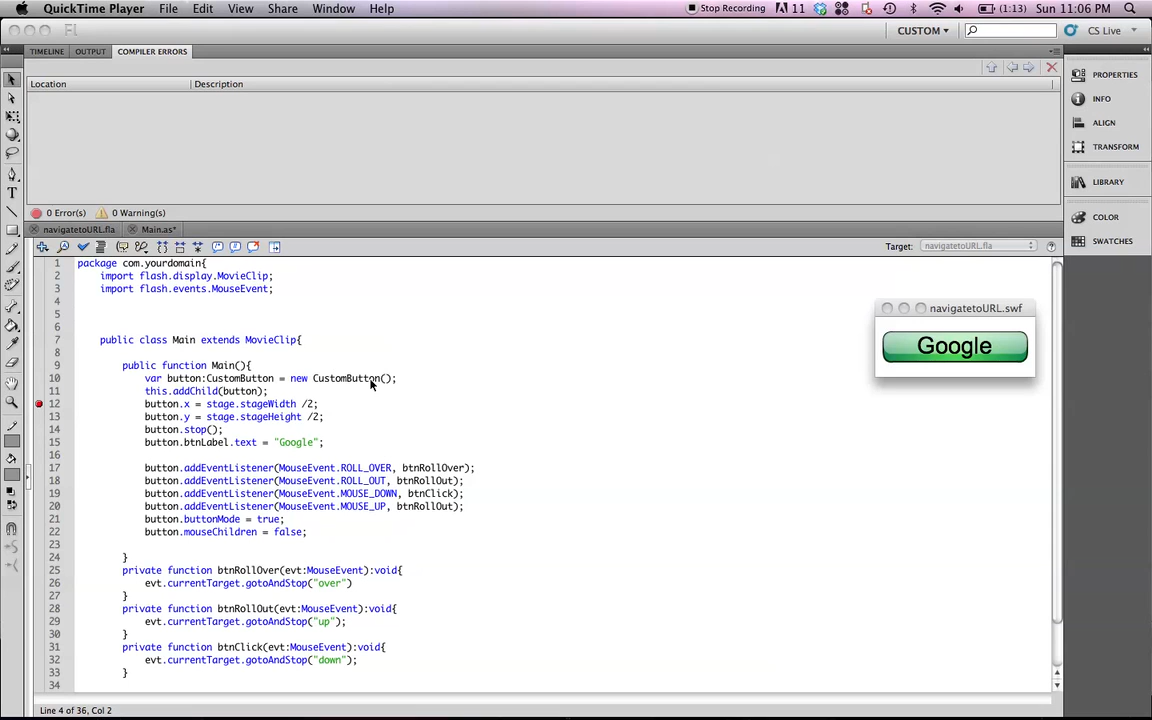 QuickTime Player File Edit View Share Window Help Stop Recording 11 (1:13) Sun 11:06 PM
Fl CUSTOM CS Live
TIMELINE OUTPUT COMPILER ERRORS
Location Description
0 Error(s) 0 Warning(s)
navigatetoURL.fla Main.as*
Target: navigatetoURL.fla
1 package com.yourdomain{
2 import flash.display.MovieClip;
3 import flash.events.MouseEvent;
4
5
6
7 public class Main extends MovieClip{
8
9 public function Main(){
10 var button:CustomButton = new CustomButton();
11 this.addChild(button);
12 button.x = stage.stageWidth /2;
13 button.y = stage.stageHeight /2;
14 button.stop();
15 button.btnLabel.text = "Google";
16
17 button.addEventListener(MouseEvent.ROLL_OVER, btnRollOver);
18 button.addEventListener(MouseEvent.ROLL_OUT, btnRollOut);
19 button.addEventListener(MouseEvent.MOUSE_DOWN, btnClick);
20 button.addEventListener(MouseEvent.MOUSE_UP, btnRollOut);
21 button.buttonMode = true;
22 button.mouseChildren = false;
23
24 }
25 private function btnRollOver(evt:MouseEvent):void{
26 evt.currentTarget.gotoAndStop("over")
27 }
28 private function btnRollOut(evt:MouseEvent):void{
29 evt.currentTarget.gotoAndStop("up");
30 }
31 private function btnClick(evt:MouseEvent):void{
32 evt.currentTarget.gotoAndStop("down");
33 }
34
Line 4 of 36, Col 2
navigatetoURL.swf
Google
PROPERTIES
INFO
ALIGN
TRANSFORM
LIBRARY
COLOR
SWATCHES